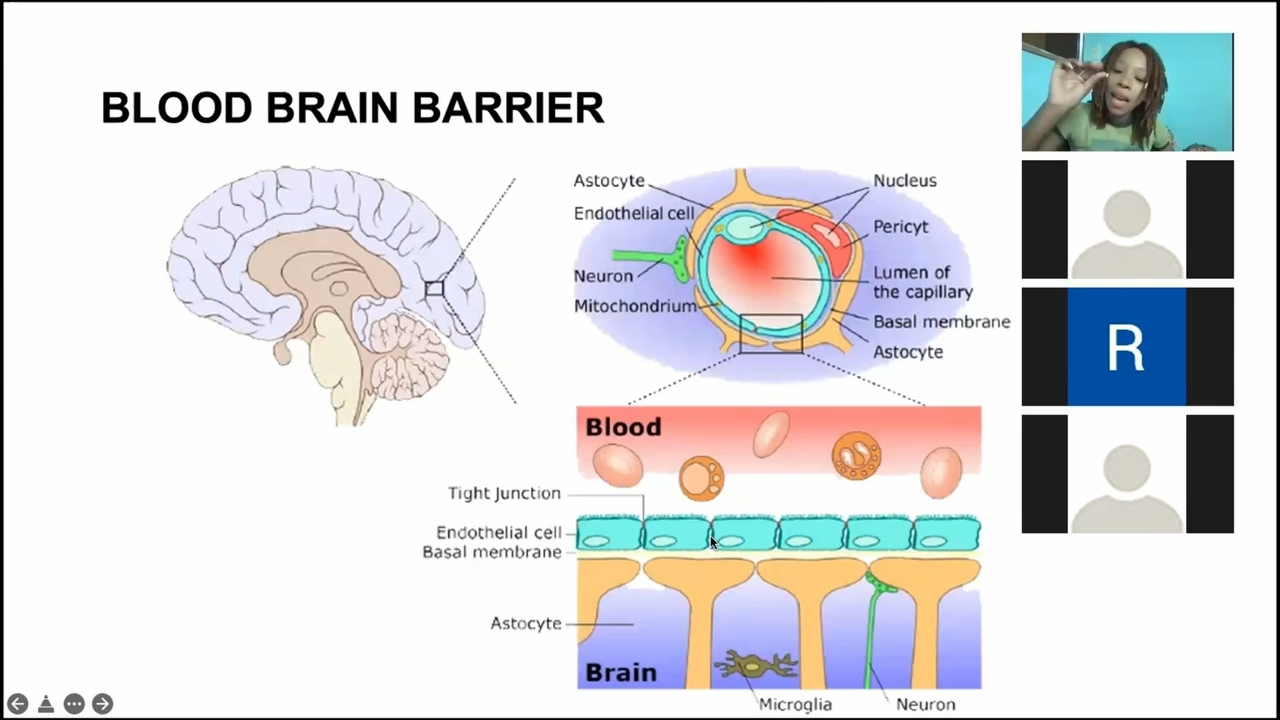 BLOOD BRAIN BARRIER
Astocyte
Endothelial cell
Neuron
Mitochondrium
Nucleus
Pericyt
Lumen of
the capillary
Basal membrane
Astocyte
Blood
Tight Junction
Endothelial cell
Basal membrane
Astocyte
Brain
Microglia
Neuron
R